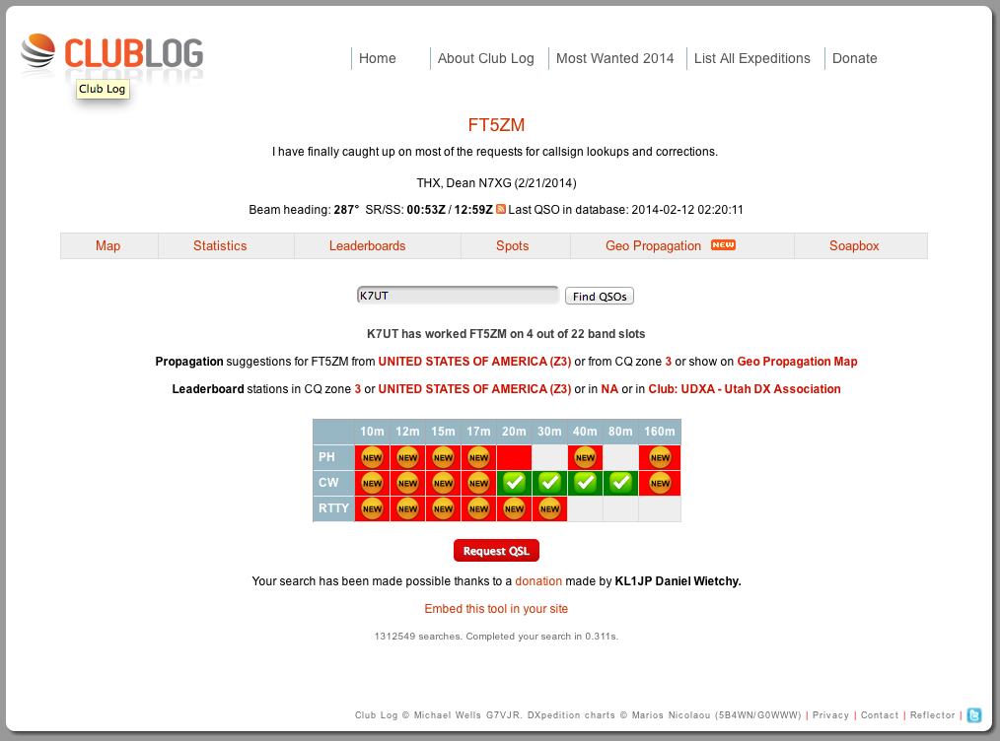 CLUBLOG
Home About Club Log Most Wanted 2014 List All Expeditions Donate
Club Log
FT5ZM
I have finally caught up on most of the requests for callsign lookups and corrections.
THX, Dean N7XG (2/21/2014)
Beam heading: 287° SR/SS: 00:53Z / 12:59Z Last QSO in database: 2014-02-12 02:20:11
Map Statistics Leaderboards Spots Geo Propagation NEW Soapbox
K7UT Find QSOs
K7UT has worked FT5ZM on 4 out of 22 band slots
Propagation suggestions for FT5ZM from UNITED STATES OF AMERICA (Z3) or from CQ zone 3 or show on Geo Propagation Map
Leaderboard stations in CQ zone 3 or UNITED STATES OF AMERICA (Z3) or in NA or in Club: UDXA - Utah DX Association
10m 12m 15m 17m 20m 30m 40m 80m 160m
PH NEW NEW NEW NEW NEW NEW
CW NEW NEW NEW NEW NEW
RTTY NEW NEW NEW NEW NEW NEW
Request QSL
Your search has been made possible thanks to a donation made by KL1JP Daniel Wietchy.
Embed this tool in your site
1312549 searches. Completed your search in 0.311s.
Club Log © Michael Wells G7VJR. DXpedition charts © Marios Nicolaou (5B4WN/G0WWW) | Privacy | Contact | Reflector |